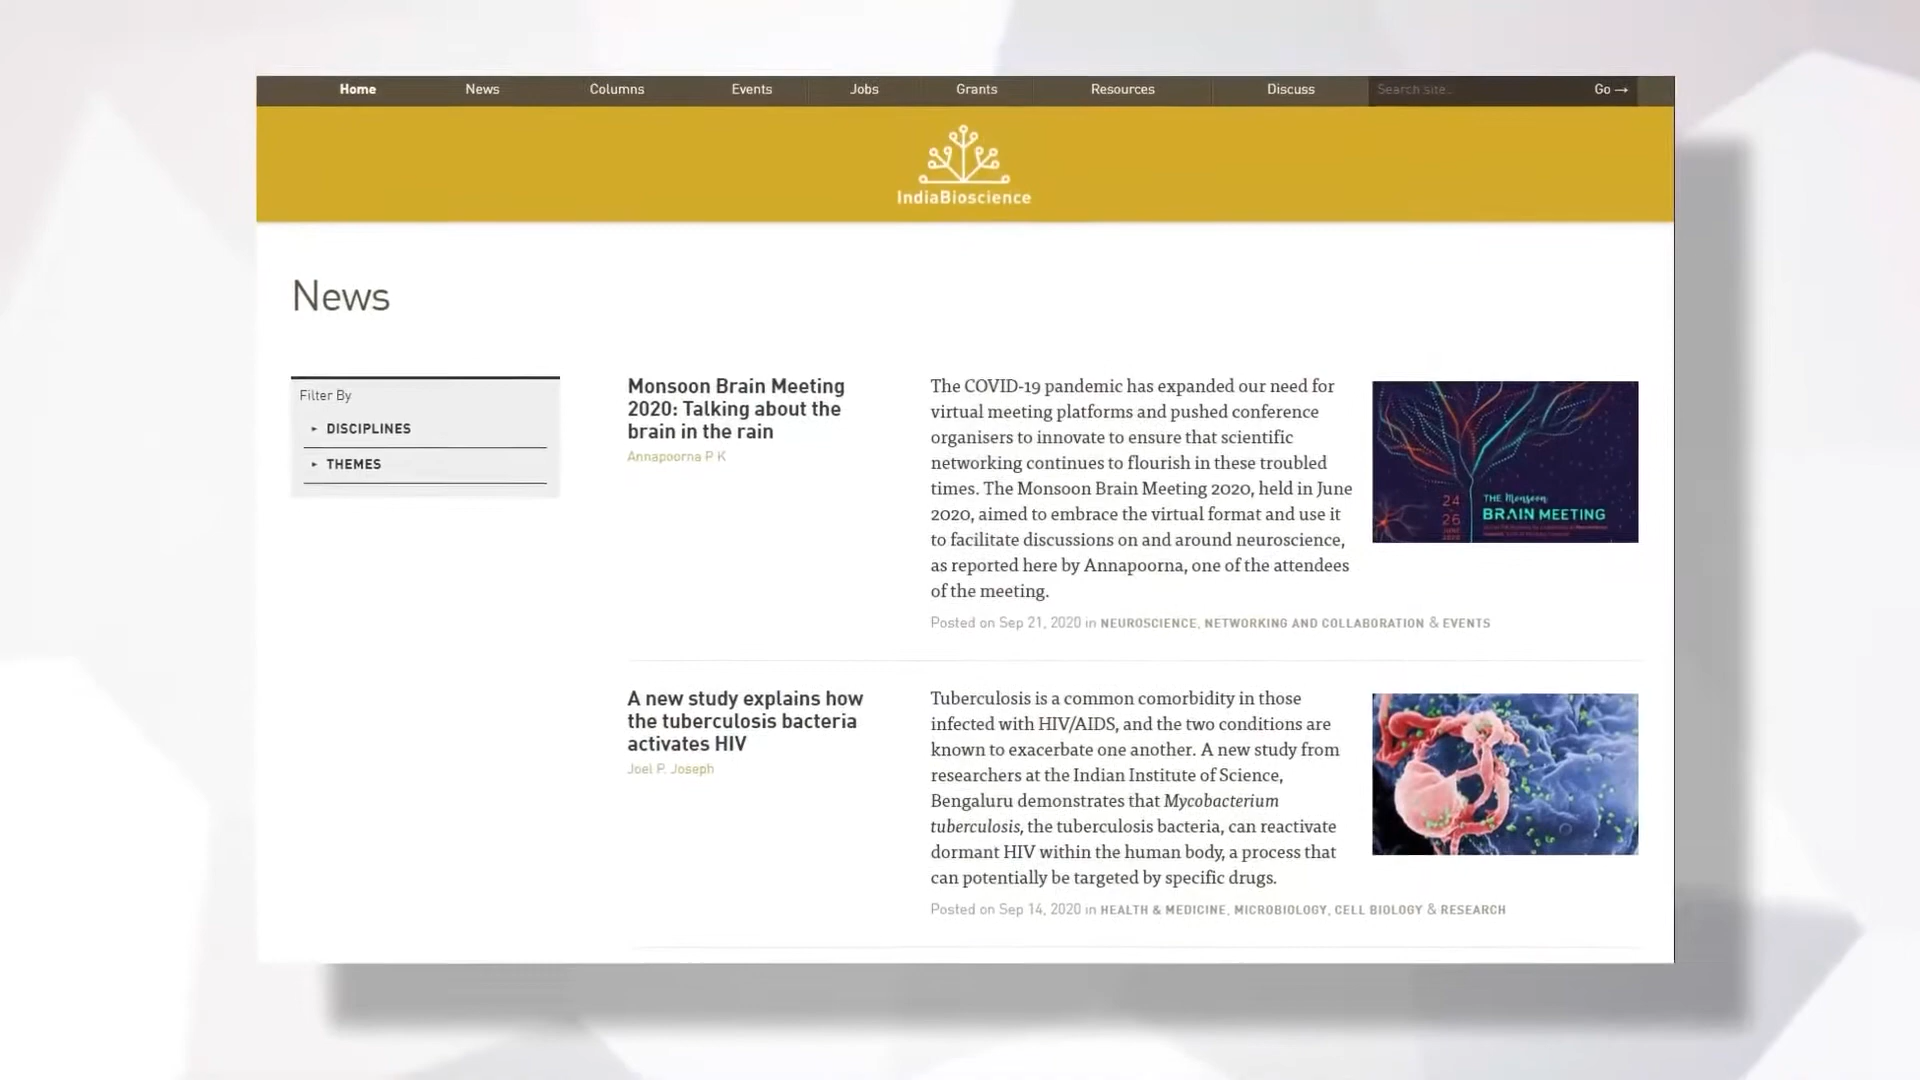 Home News Columns Events Jobs Grants Resources Discuss Search site.. Go →
IndiaBioscience
News
Filter By
▸ DISCIPLINES
▸ THEMES
Monsoon Brain Meeting
2020: Talking about the
brain in the rain
Annapoorna P K
The COVID-19 pandemic has expanded our need for
virtual meeting platforms and pushed conference
organisers to innovate to ensure that scientific
networking continues to flourish in these troubled
times. The Monsoon Brain Meeting 2020, held in June
2020, aimed to embrace the virtual format and use it
to facilitate discussions on and around neuroscience,
as reported here by Annapoorna, one of the attendees
of the meeting.
Posted on Sep 21, 2020 in NEUROSCIENCE, NETWORKING AND COLLABORATION & EVENTS
24
26
JUNE
2020
THE Monsoon
BRAIN MEETING
A new study explains how
the tuberculosis bacteria
activates HIV
Joel P. Joseph
Tuberculosis is a common comorbidity in those
infected with HIV/AIDS, and the two conditions are
known to exacerbate one another. A new study from
researchers at the Indian Institute of Science,
Bengaluru demonstrates that Mycobacterium
tuberculosis, the tuberculosis bacteria, can reactivate
dormant HIV within the human body, a process that
can potentially be targeted by specific drugs.
Posted on Sep 14, 2020 in HEALTH & MEDICINE, MICROBIOLOGY, CELL BIOLOGY & RESEARCH